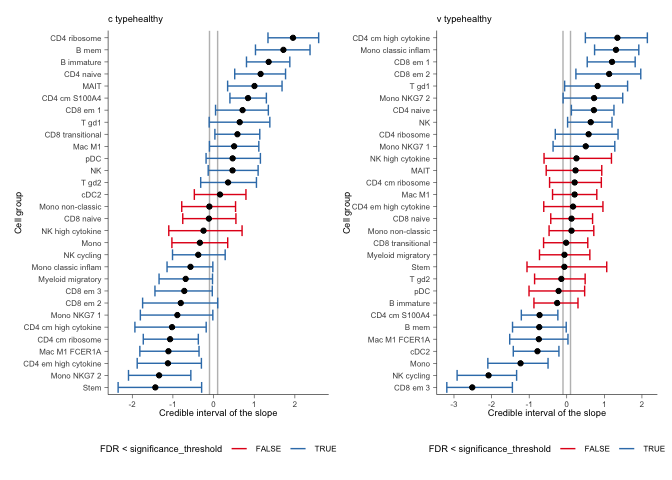 c typehealthy
CD4 ribosome
B mem
B immature
CD4 naive
MAIT
CD4 cm S100A4
CD8 em 1
T gd1
CD8 transitional
Mac M1
pDC
NK
T gd2
cDC2
Mono non-classic
CD8 naive
NK high cytokine
Mono
NK cycling
Mono classic inflam
Myeloid migratory
CD8 em 3
CD8 em 2
Mono NKG7 1
CD4 cm high cytokine
CD4 cm ribosome
Mac M1 FCER1A
CD4 em high cytokine
Mono NKG7 2
Stem
Cell group
-2 -1 0 1 2
Credible interval of the slope
FDR < significance_threshold FALSE TRUE
v typehealthy
CD4 cm high cytokine
Mono classic inflam
CD8 em 1
CD8 em 2
T gd1
Mono NKG7 2
CD4 naive
NK
CD4 ribosome
Mono NKG7 1
NK high cytokine
MAIT
CD4 cm ribosome
Mac M1
CD4 em high cytokine
CD8 naive
Mono non-classic
CD8 transitional
Myeloid migratory
Stem
T gd2
pDC
B immature
CD4 cm S100A4
B mem
Mac M1 FCER1A
cDC2
Mono
NK cycling
CD8 em 3
Cell group
-3 -2 -1 0 1 2
Credible interval of the slope
FDR < significance_threshold FALSE TRUE